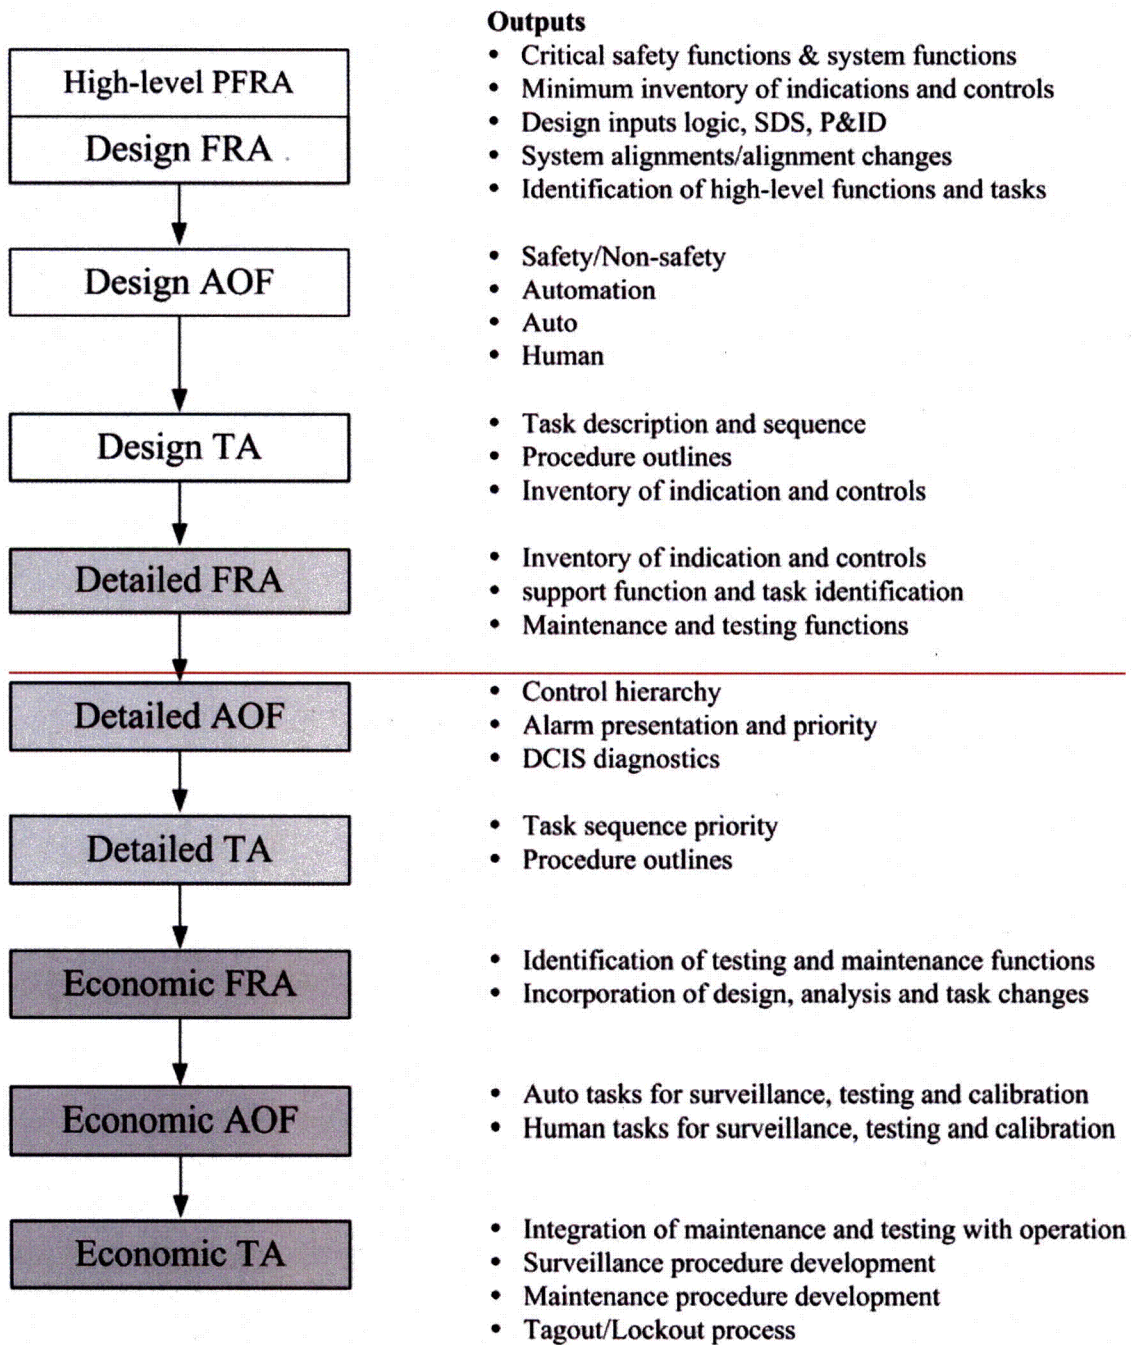 Outputs
High-level PFRA
Design FRA
• Critical safety functions & system functions
• Minimum inventory of indications and controls
• Design inputs logic, SDS, P&ID
• System alignments/alignment changes
• Identification of high-level functions and tasks
Design AOF
• Safety/Non-safety
• Automation
• Auto
• Human
Design TA
• Task description and sequence
• Procedure outlines
• Inventory of indication and controls
Detailed FRA
• Inventory of indication and controls
• support function and task identification
• Maintenance and testing functions
Detailed AOF
• Control hierarchy
• Alarm presentation and priority
• DCIS diagnostics
Detailed TA
• Task sequence priority
• Procedure outlines
Economic FRA
• Identification of testing and maintenance functions
• Incorporation of design, analysis and task changes
Economic AOF
• Auto tasks for surveillance, testing and calibration
• Human tasks for surveillance, testing and calibration
Economic TA
• Integration of maintenance and testing with operation
• Surveillance procedure development
• Maintenance procedure development
• Tagout/Lockout process